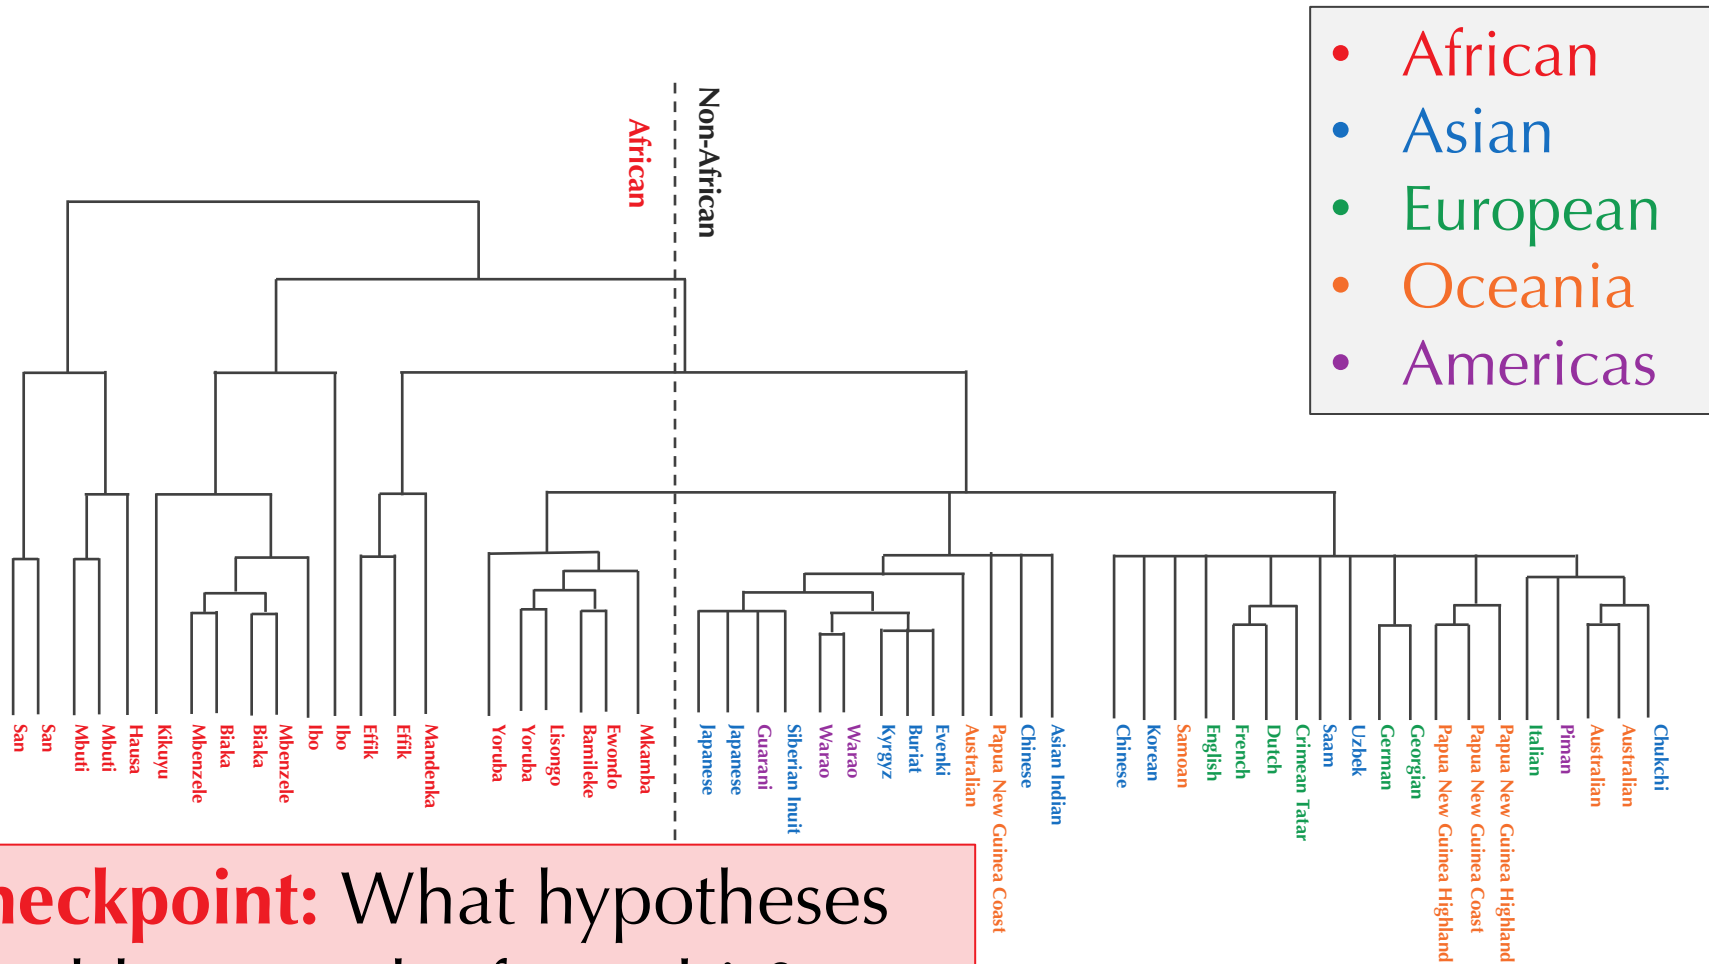 African
Non-African
• African
• Asian
• European
• Oceania
• Americas
San
San
Mbuti
Mbuti
Hausa
Kikuyu
Mbenzele
Biaka
Biaka
Mbenzele
Ibo
Ibo
Effik
Effik
Mandenka
Yoruba
Yoruba
Lisongo
Bamileke
Ewondo
Mkamba
Japanese
Japanese
Guarani
Siberian Inuit
Warao
Warao
Kyrgyz
Buriat
Evenki
Australian
Papua New Guinea Coast
Chinese
Asian Indian
Chinese
Korean
Samoan
English
French
Dutch
Crimean Tatar
Saam
Uzbek
German
Georgian
Papua New Guinea Highland
Papua New Guinea Coast
Papua New Guinea Highland
Italian
Piman
Australian
Australian
Chukchi
heckpoint: What hypotheses